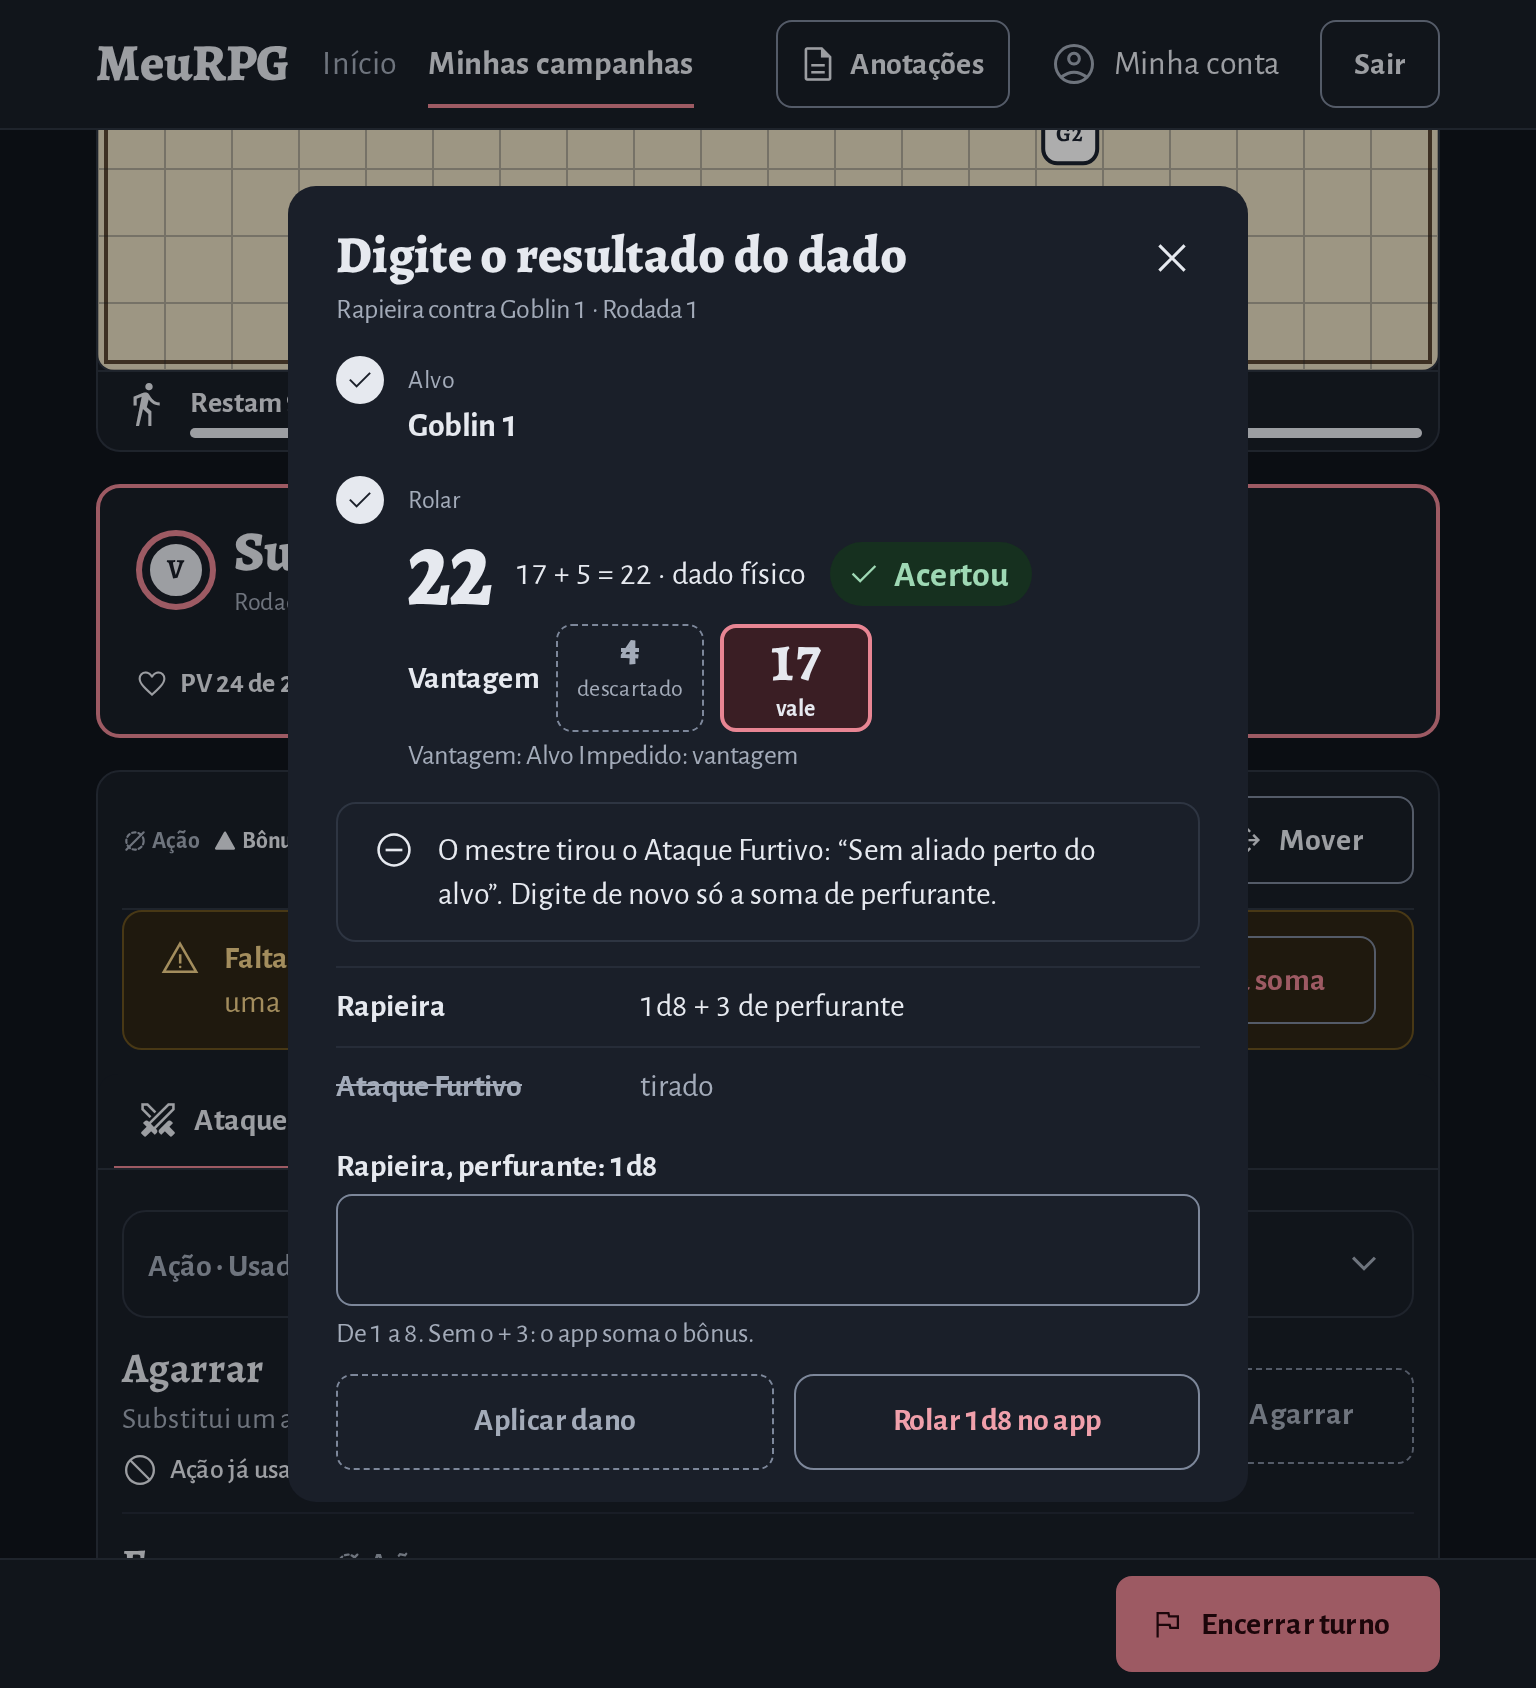 MeuRPG Início Minhas campanhas Anotações Minha conta Sair
G2
Digite o resultado do dado
Rapieira contra Goblin 1 · Rodada 1
Alvo
Restam
Goblin 1
Rolar
V Su
22 17 + 5 = 22 · dado físico Acertou
Roda
4
descartado
17
vale
Vantagem
PV 24 de 2
Vantagem: Alvo Impedido: vantagem
Ação Bônu Mover
O mestre tirou o Ataque Furtivo: “Sem aliado perto do
alvo”. Digite de novo só a soma de perfurante.
Falta
uma
soma
Rapieira 1d8 + 3 de perfurante
Ataque Furtivo tirado
Ataque
Rapieira, perfurante: 1d8
Ação · Usad
De 1 a 8. Sem o + 3: o app soma o bônus.
Agarrar
Substitui um a
Aplicar dano Rolar 1d8 no app
Agarrar
Ação já usa
Encerrar turno